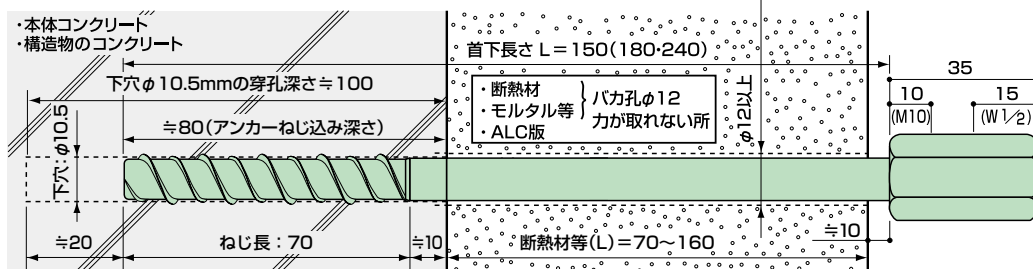 ・本体コンクリート
・構造物のコンクリート
首下長さ L＝150(180・240)
35
下穴φ10.5mmの穿孔深さ≒100
・断熱材
・モルタル等
・ALC版
バカ孔φ12
力が取れない所
φ12以上
10
(M10)
15
(W1/2)
≒80(アンカーねじ込み深さ)
下穴：φ10.5
≒20
ねじ長：70
≒10
断熱材等(L)＝70〜160
≒10